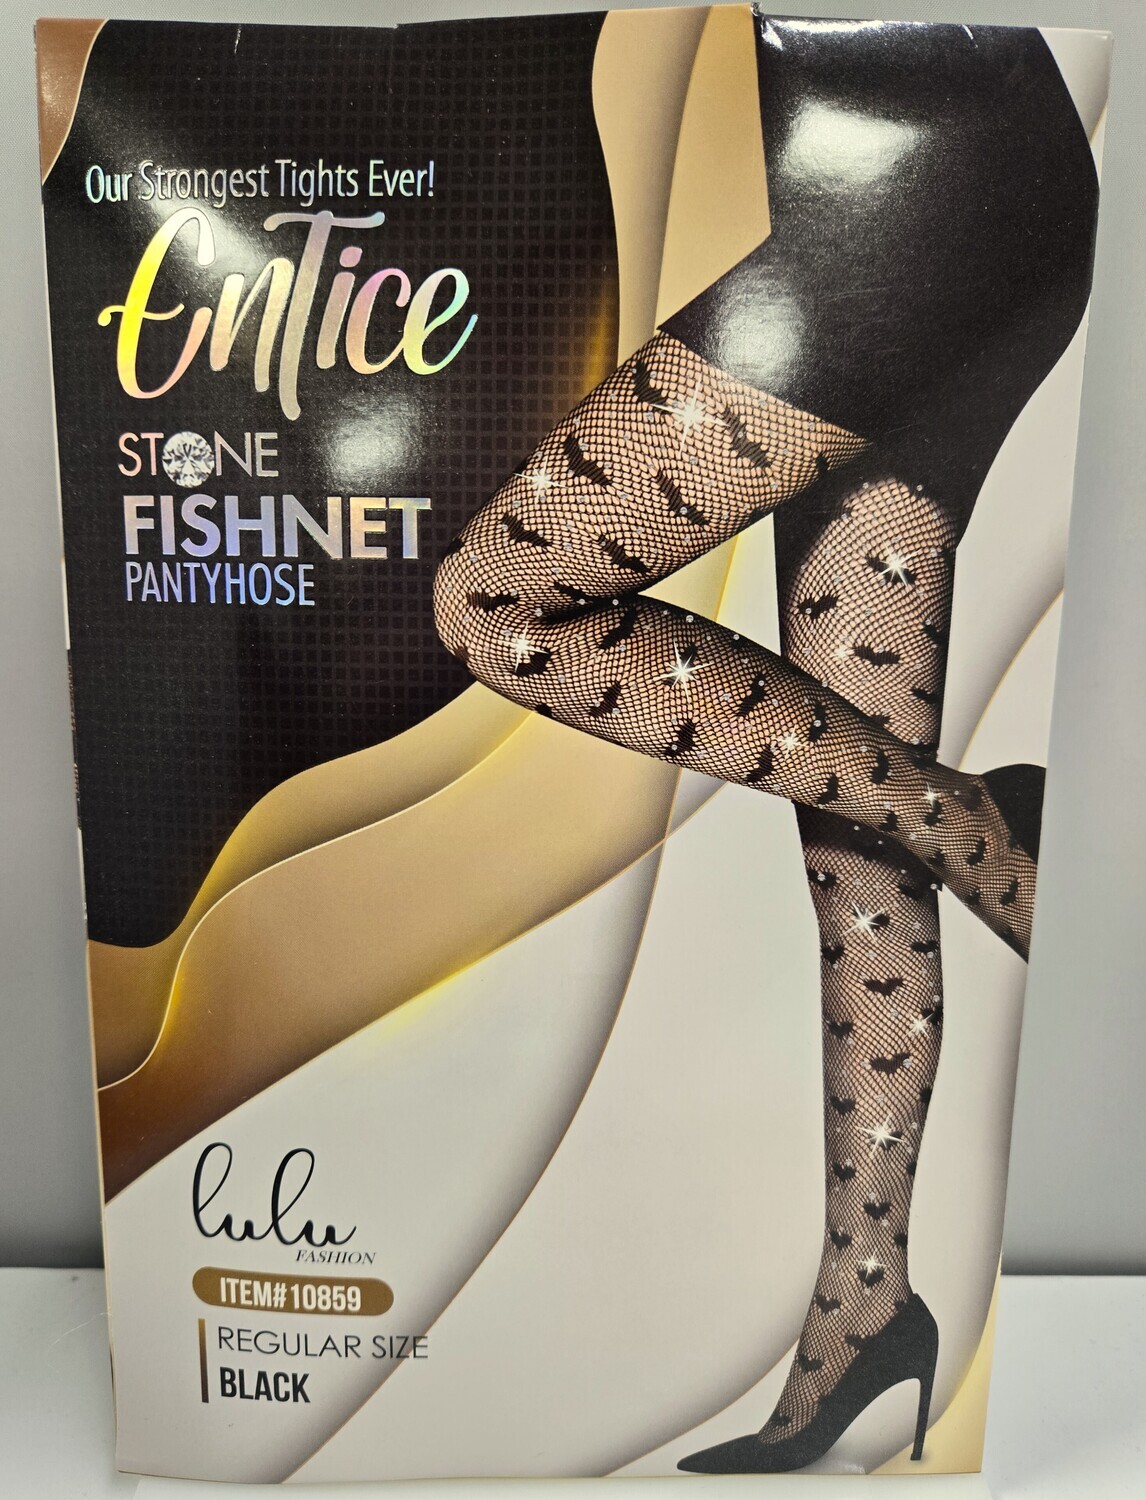 Our Strongest Tights Ever!
Entice
STONE
FISHNET
PANTYHOSE
lulu
FASHION
ITEM#10859
REGULAR SIZE
BLACK